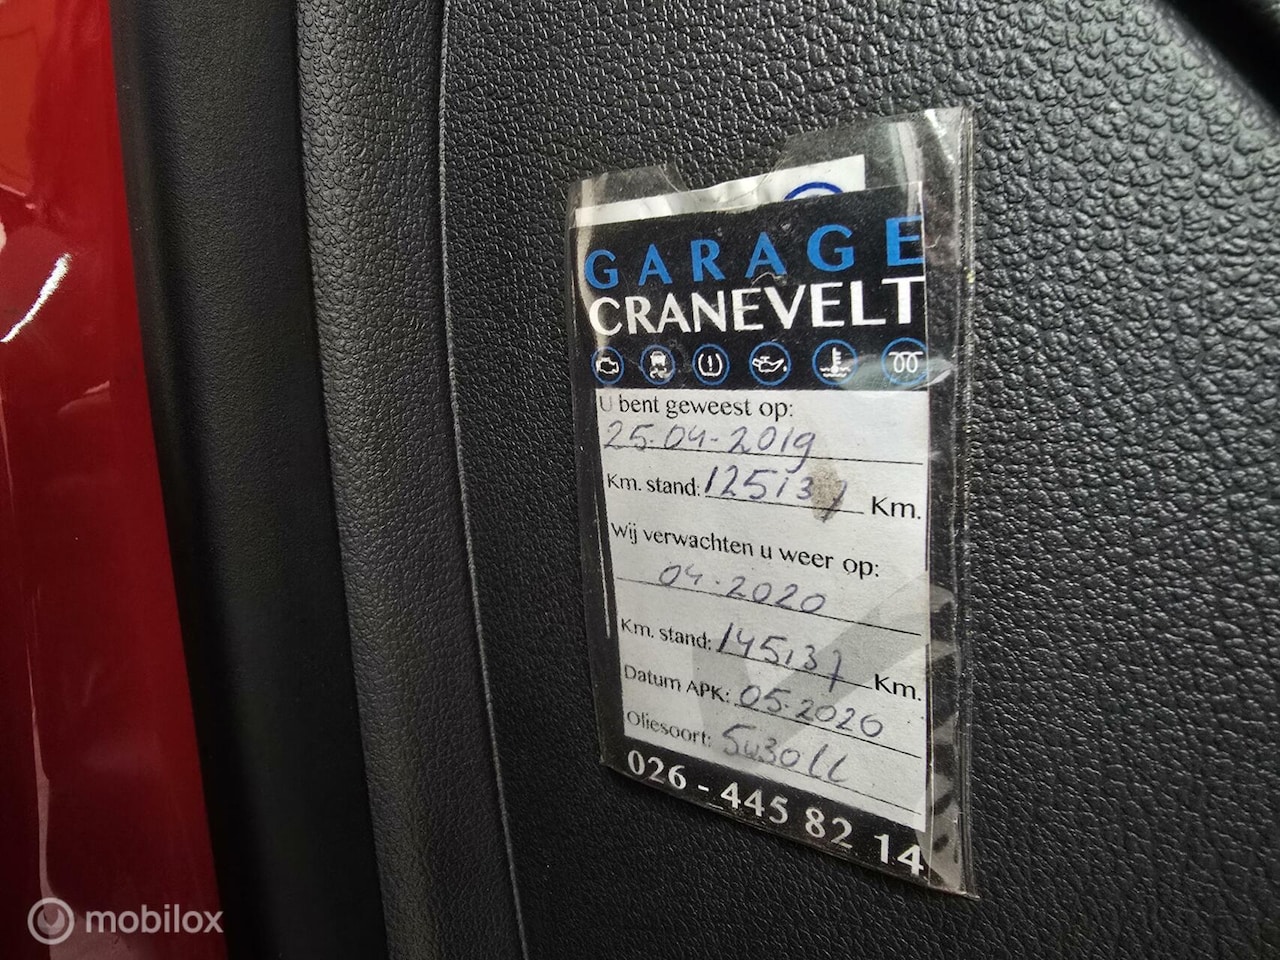 GARAGE
CRANEVELT
U bent geweest op:
25-04-2019
Km. stand: 125137 Km.
Wij verwachten u weer op:
04-2020
Km. stand: 145137 Km.
Datum APK: 05-2020
Oliesoort: 5w30LL
026 - 445 82 14
mobilox